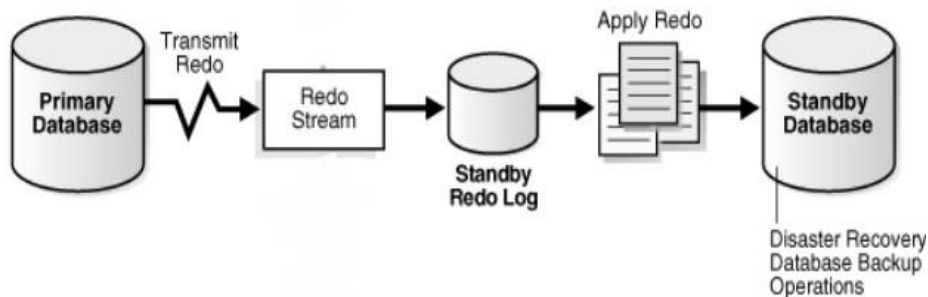 Primary
Database
Transmit
Redo
Redo
Stream
Standby
Redo Log
Apply Redo
Standby
Database
Disaster Recovery
Database Backup
Operations